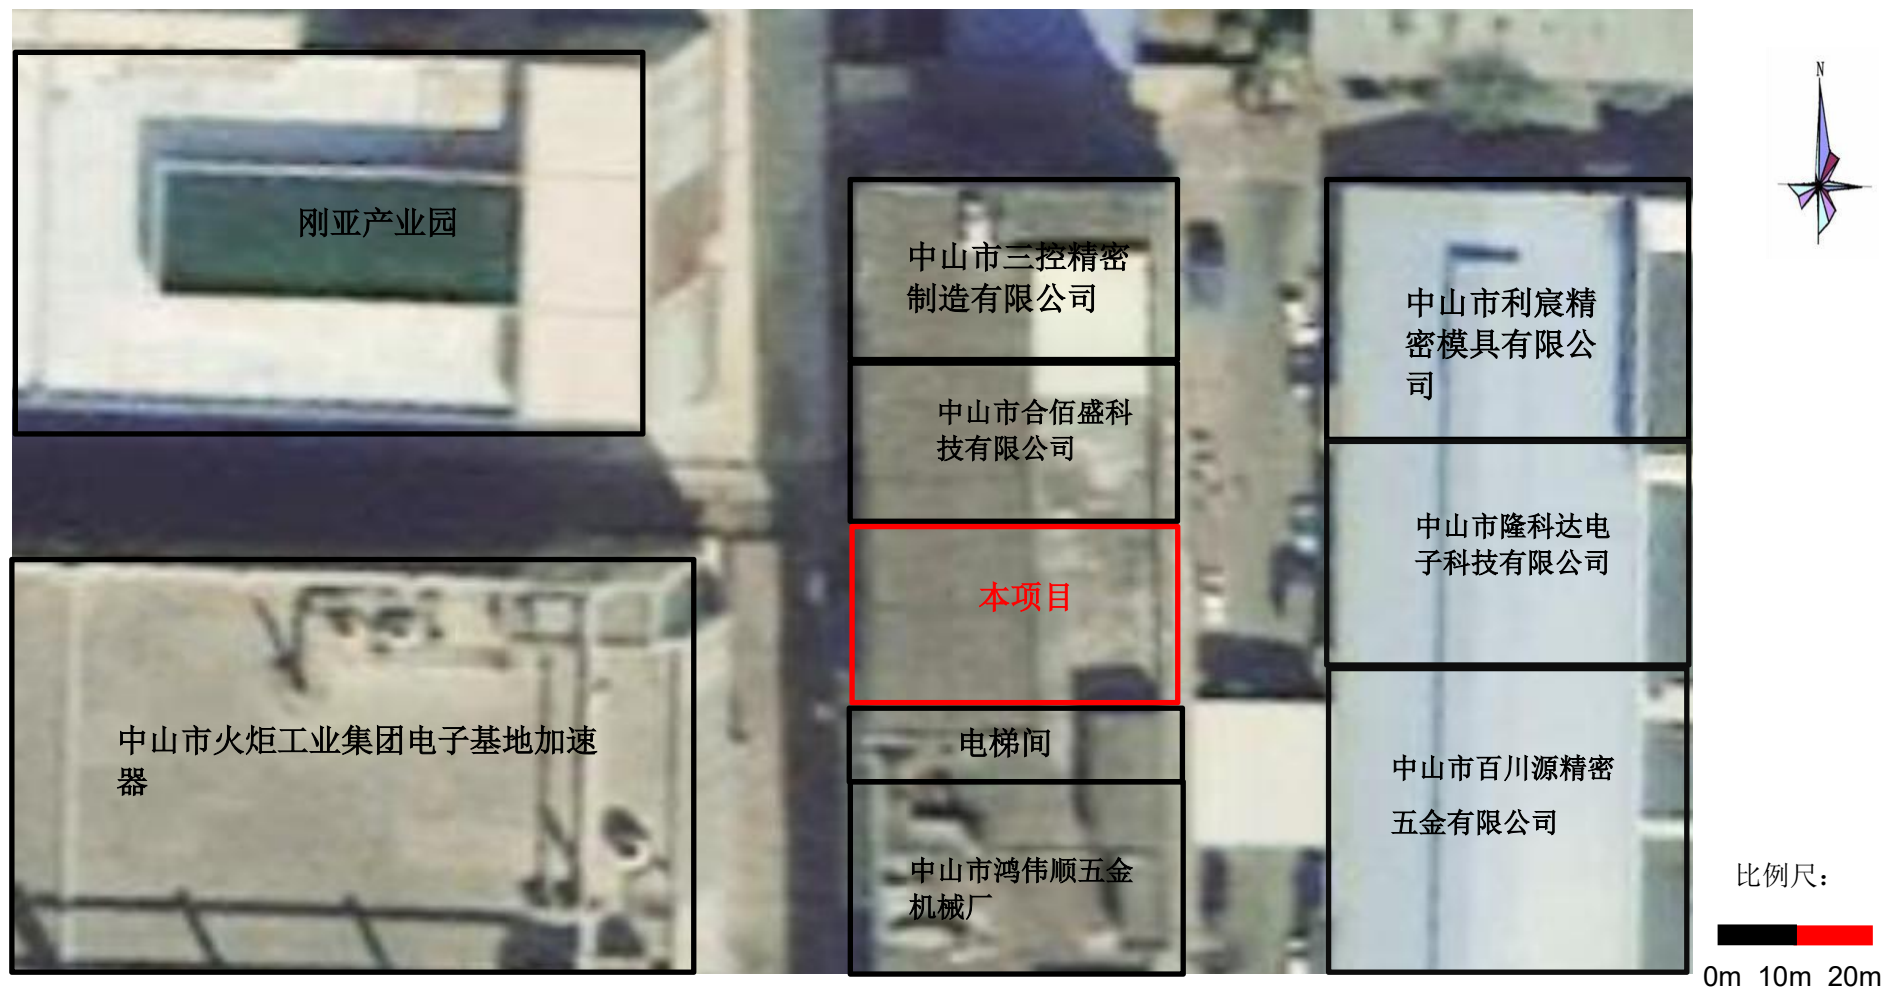 N
刚亚产业园
中山市三控精密
制造有限公司
中山市利宸精
密模具有限公
司
中山市合佰盛科
技有限公司
中山市隆科达电
子科技有限公司
本项目
中山市火炬工业集团电子基地加速
器
电梯间
中山市百川源精密
五金有限公司
中山市鸿伟顺五金
机械厂
比例尺：
0m 10m 20m